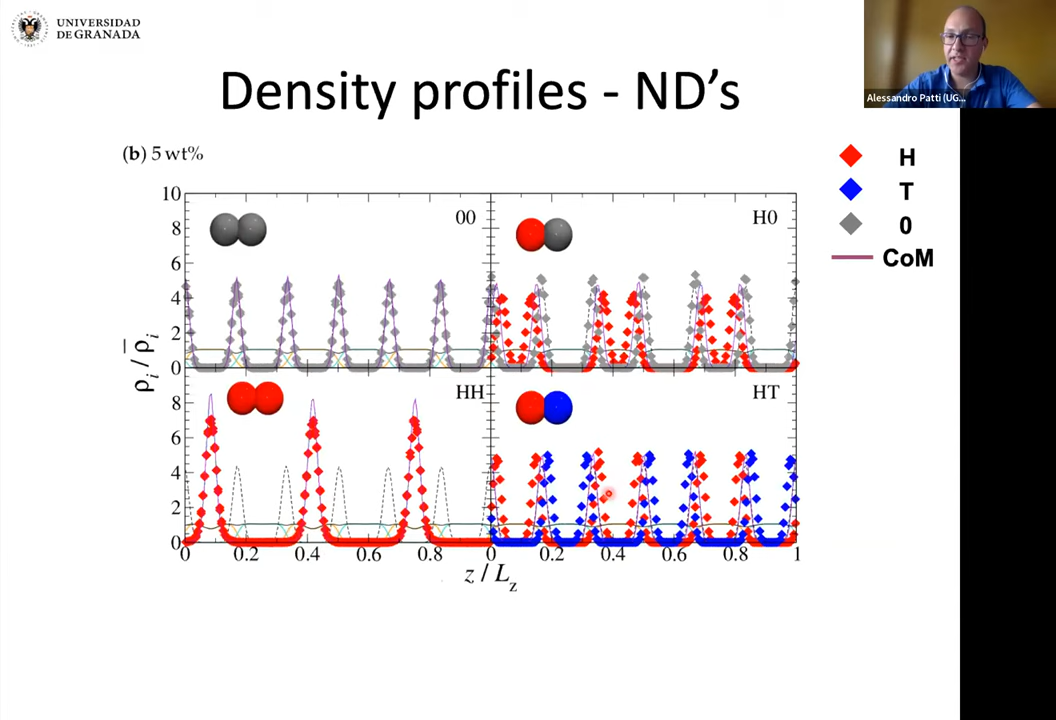 UNIVERSIDAD
DE GRANADA
Density profiles - ND's
Alessandro Patti (UG...
(b) 5 wt%
H
T
0
CoM
ρi / ρ̅i
10
8
6
4
2
0
00
H0
8
6
4
2
0
HH
HT
0
0.2
0.4
0.6
0.8
0
0.2
0.4
0.6
0.8
1
z / Lz